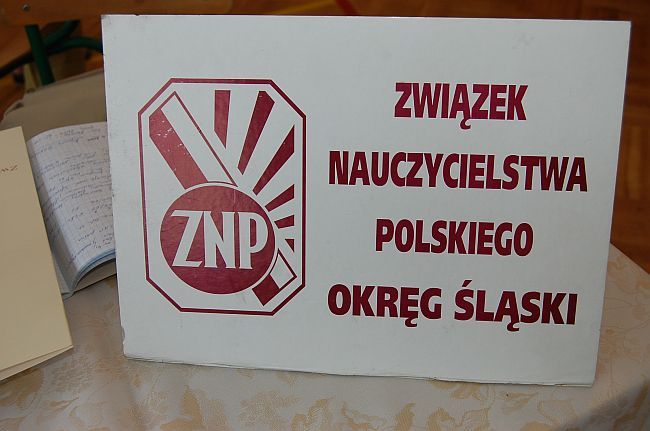 ZNP
ZWIĄZEK
NAUCZYCIELSTWA
POLSKIEGO
OKRĘG ŚLĄSKI